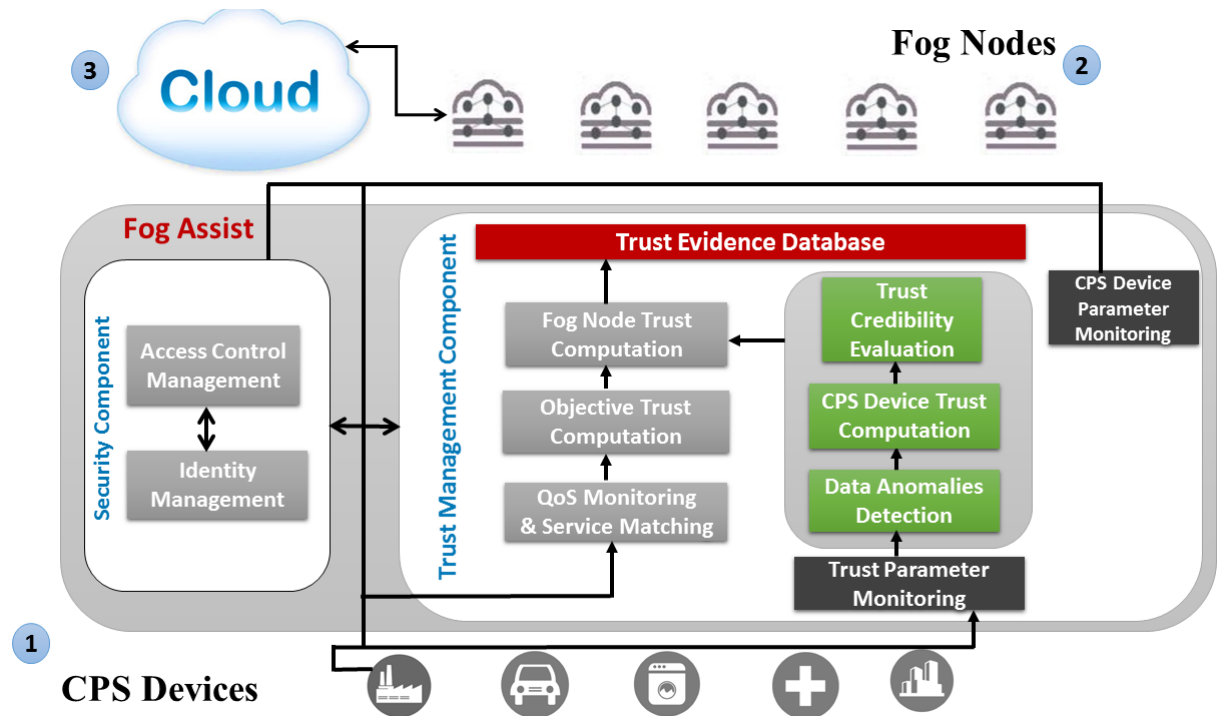 3
Cloud
Fog Nodes
2
Fog Assist
Security Component
Access Control
Management
Identity
Management
Trust Management Component
Trust Evidence Database
Fog Node Trust
Computation
Objective Trust
Computation
QoS Monitoring
& Service Matching
Trust
Credibility
Evaluation
CPS Device Trust
Computation
Data Anomalies
Detection
Trust Parameter
Monitoring
CPS Device
Parameter
Monitoring
1
CPS Devices